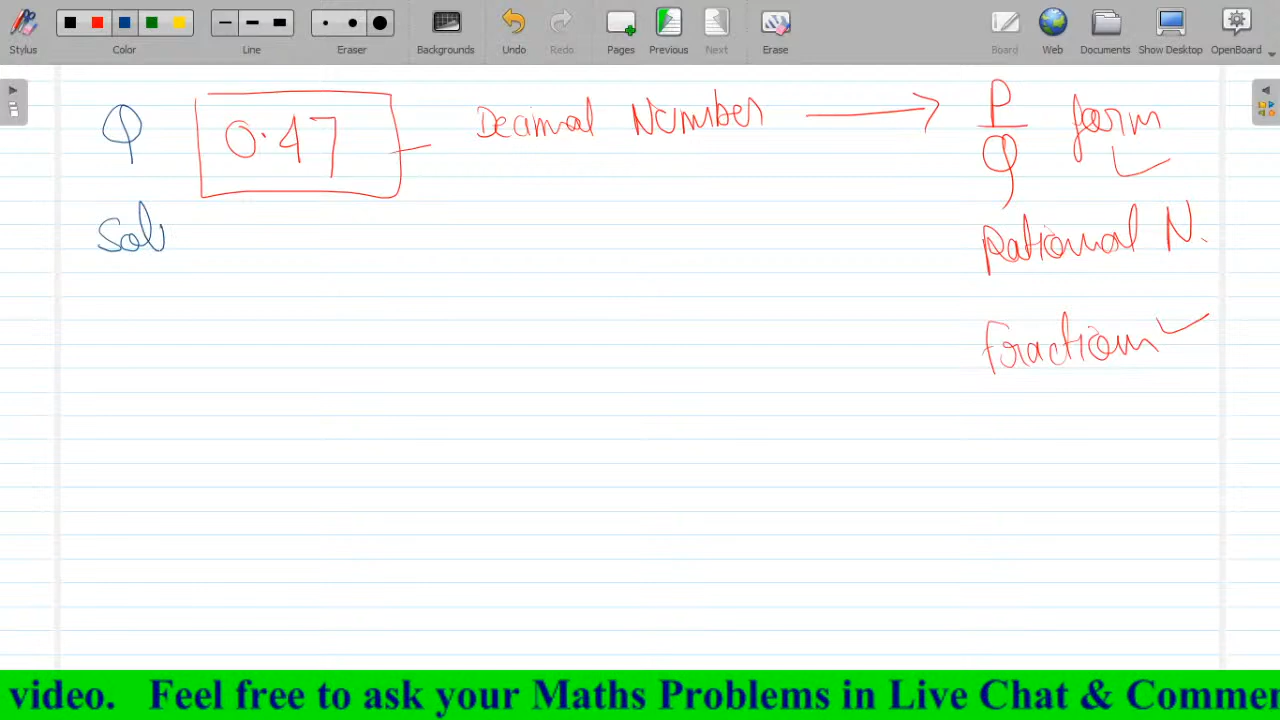 Stylus Color Line Eraser Backgrounds Undo Redo Pages Previous Next Erase Board Web Documents Show Desktop OpenBoard
Q 0.47 Decimal Number → P/Q form
Sol
Rational N.
Fraction
video. Feel free to ask your Maths Problems in Live Chat & Commer